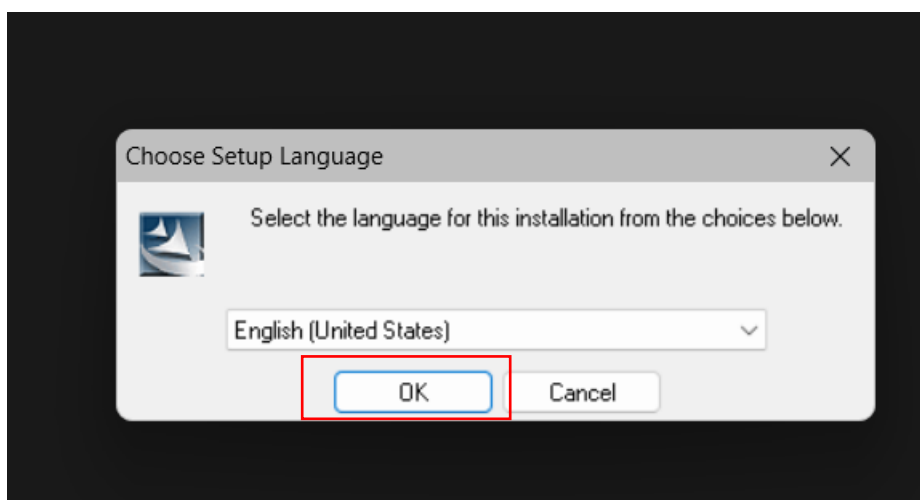 Choose Setup Language
Select the language for this installation from the choices below.
English (United States)
OK
Cancel